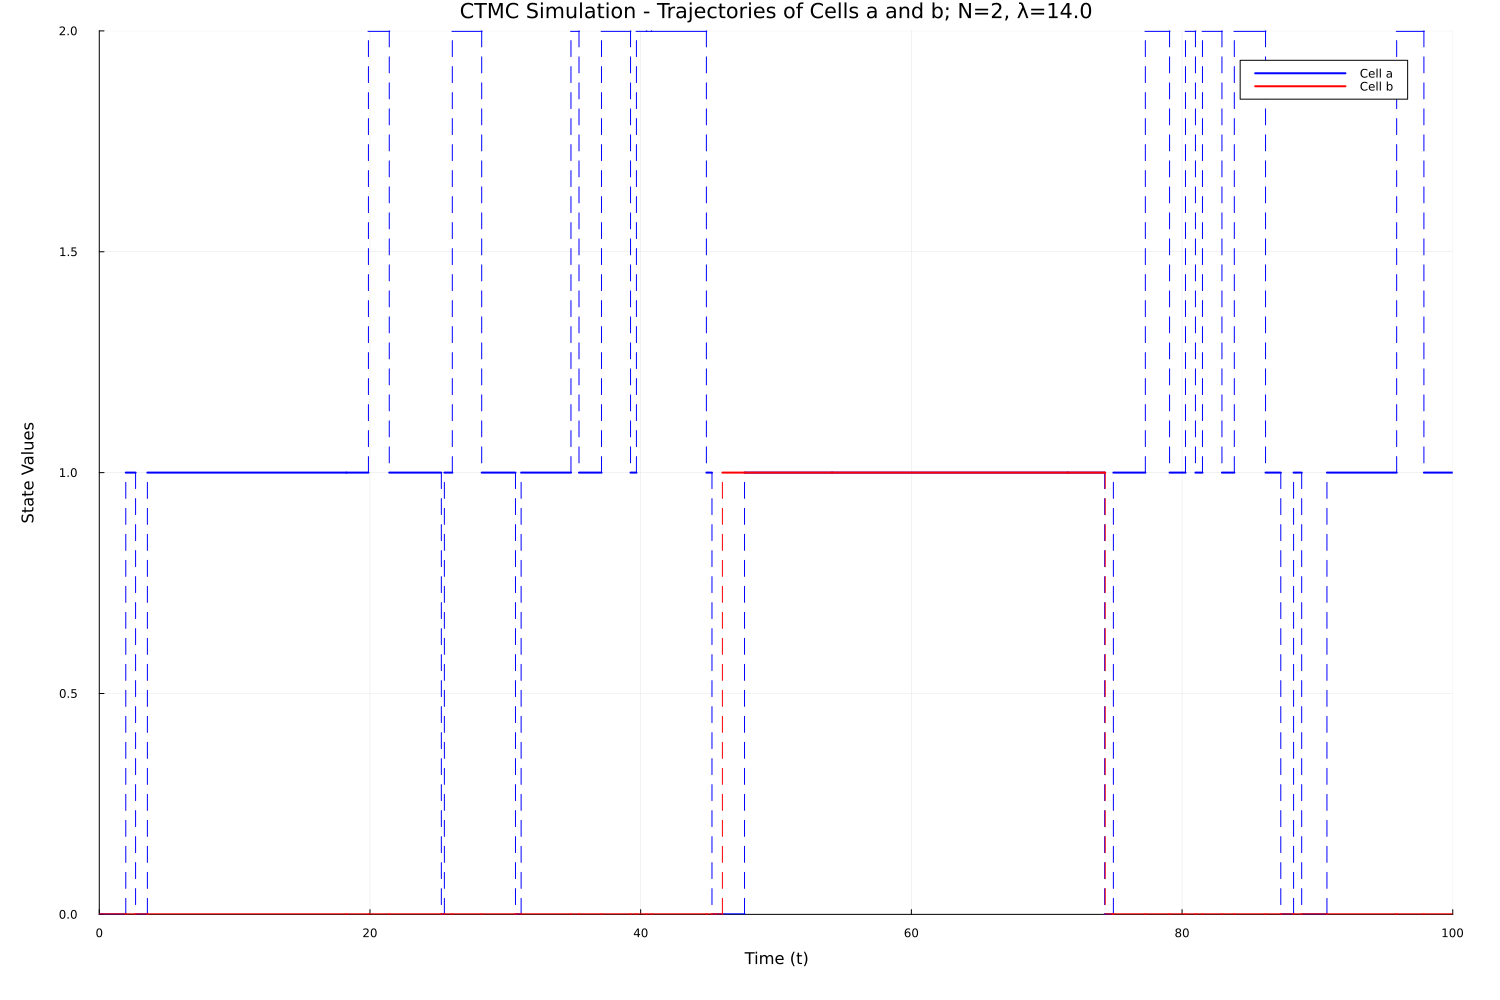 CTMC Simulation - Trajectories of Cells a and b; N=2, λ=14.0
2.0
Cell a
Cell b
1.5
1.0
State Values
0.5
0.0
0 20 40 60 80 100
Time (t)